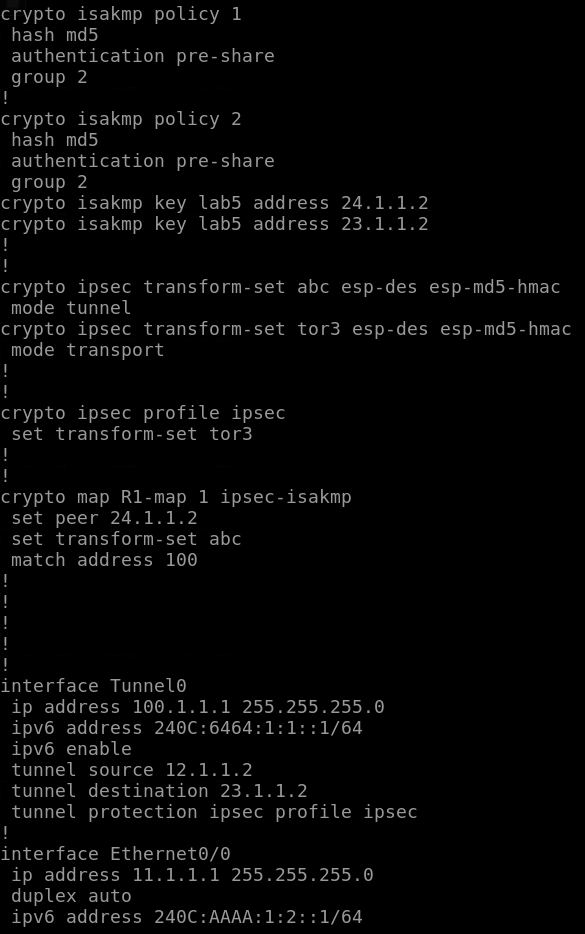 crypto isakmp policy 1
 hash md5
 authentication pre-share
 group 2
!
crypto isakmp policy 2
 hash md5
 authentication pre-share
 group 2
crypto isakmp key lab5 address 24.1.1.2
crypto isakmp key lab5 address 23.1.1.2
!
!
crypto ipsec transform-set abc esp-des esp-md5-hmac
 mode tunnel
crypto ipsec transform-set tor3 esp-des esp-md5-hmac
 mode transport
!
!
crypto ipsec profile ipsec
 set transform-set tor3
!
!
crypto map R1-map 1 ipsec-isakmp
 set peer 24.1.1.2
 set transform-set abc
 match address 100
!
!
!
!
!
interface Tunnel0
 ip address 100.1.1.1 255.255.255.0
 ipv6 address 240C:6464:1:1::1/64
 ipv6 enable
 tunnel source 12.1.1.2
 tunnel destination 23.1.1.2
 tunnel protection ipsec profile ipsec
!
interface Ethernet0/0
 ip address 11.1.1.1 255.255.255.0
 duplex auto
 ipv6 address 240C:AAAA:1:2::1/64